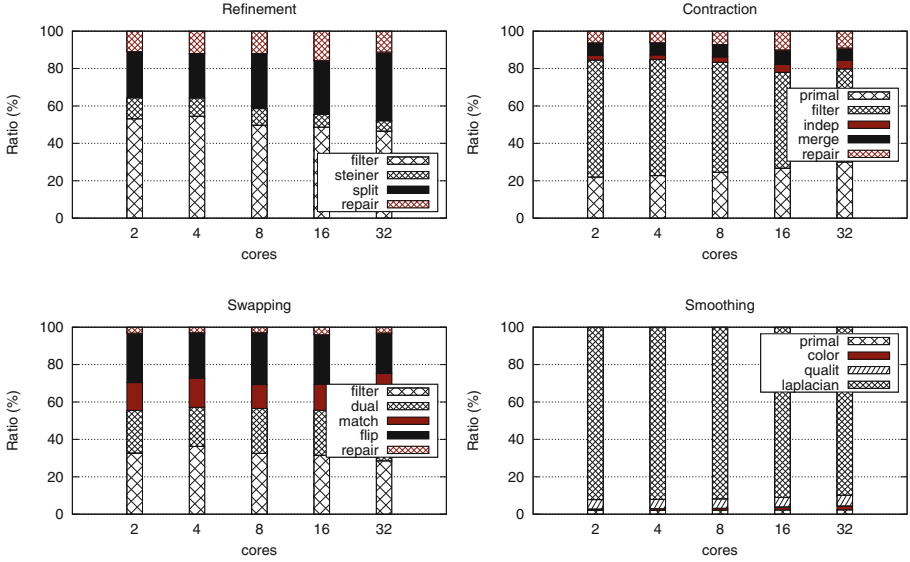 Refinement
Ratio (%)
100
80
60
40
20
0
filter
steiner
split
repair
2 4 8 16 32
cores
Contraction
Ratio (%)
100
80
60
40
20
0
primal
filter
indep
merge
repair
2 4 8 16 32
cores
Swapping
Ratio (%)
100
80
60
40
20
0
filter
dual
match
flip
repair
2 4 8 16 32
cores
Smoothing
Ratio (%)
100
80
60
40
20
0
primal
color
qualit
laplacian
2 4 8 16 32
cores